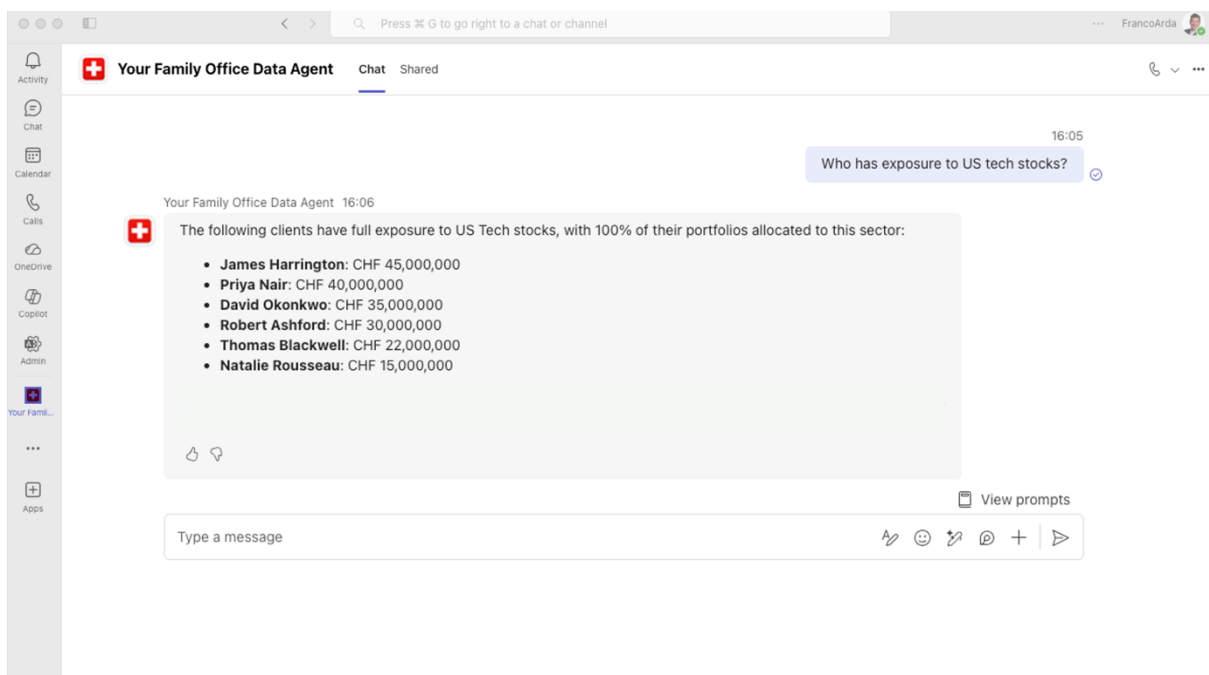 Press ⌘ G to go right to a chat or channel
FrancoArda
Activity
Chat
Calendar
Calls
OneDrive
Copilot
Admin
Your Famil...
Apps
Your Family Office Data Agent Chat Shared
16:05
Who has exposure to US tech stocks?
Your Family Office Data Agent 16:06
The following clients have full exposure to US Tech stocks, with 100% of their portfolios allocated to this sector:
• James Harrington: CHF 45,000,000
• Priya Nair: CHF 40,000,000
• David Okonkwo: CHF 35,000,000
• Robert Ashford: CHF 30,000,000
• Thomas Blackwell: CHF 22,000,000
• Natalie Rousseau: CHF 15,000,000
View prompts
Type a message